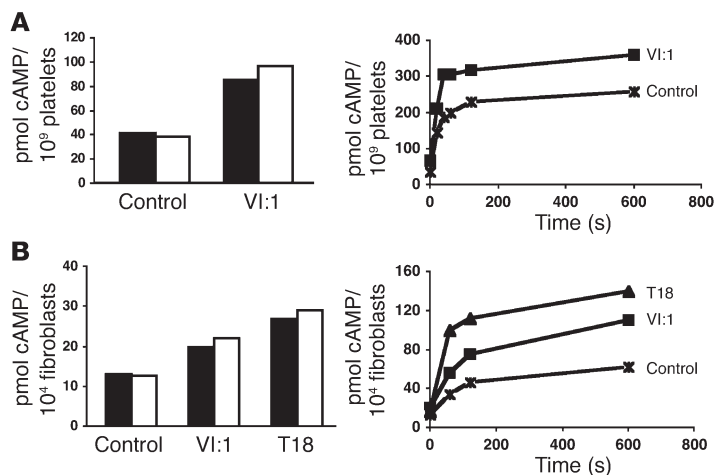 A
pmol cAMP/
10⁹ platelets
120
100
80
60
40
20
0
Control VI:1
pmol cAMP/
10⁹ platelets
400
300
200
100
0
0 200 400 600 800
Time (s)
VI:1
Control
B
pmol cAMP/
10⁴ fibroblasts
40
30
20
10
0
Control VI:1 T18
pmol cAMP/
10⁴ fibroblasts
160
120
80
40
0
0 200 400 600 800
Time (s)
T18
VI:1
Control